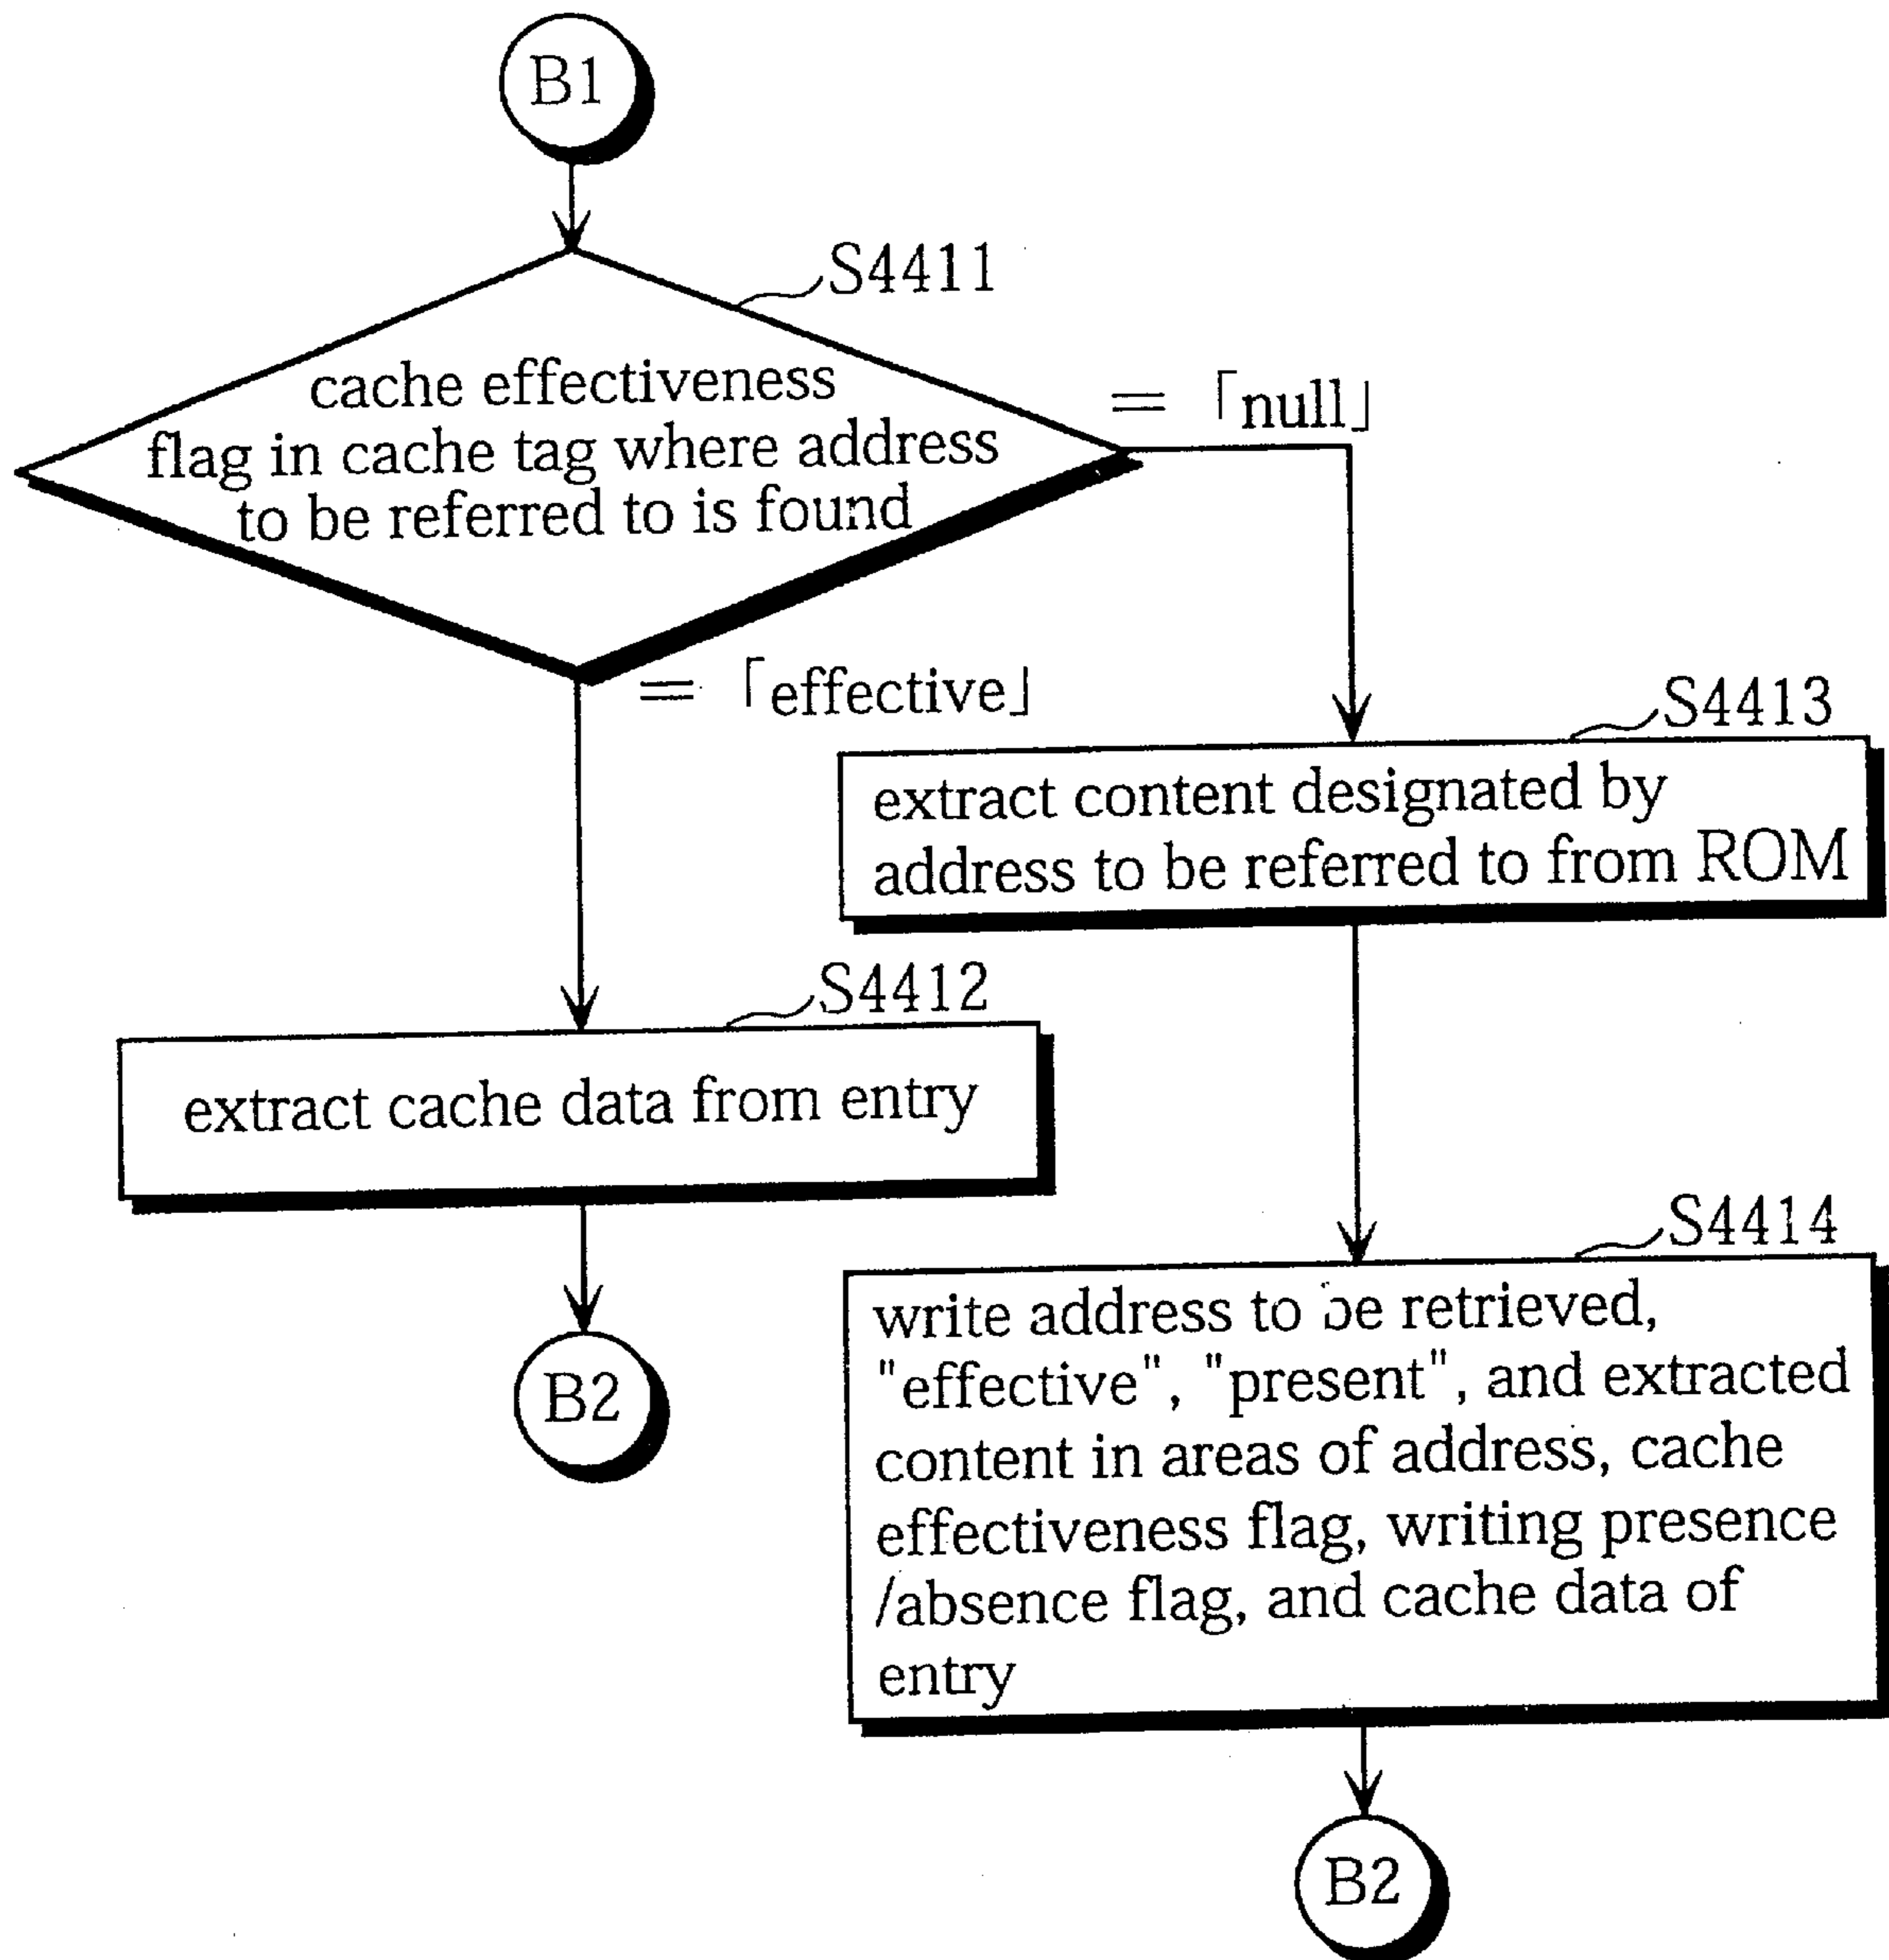 B1
S4411
cache effectiveness
flag in cache tag where address
to be referred to is found
= 「null」
= 「effective」
S4413
extract content designated by
address to be referred to from ROM
S4412
extract cache data from entry
B2
S4414
write address to be retrieved,
"effective", "present", and extracted
content in areas of address, cache
effectiveness flag, writing presence
/absence flag, and cache data of
entry
B2